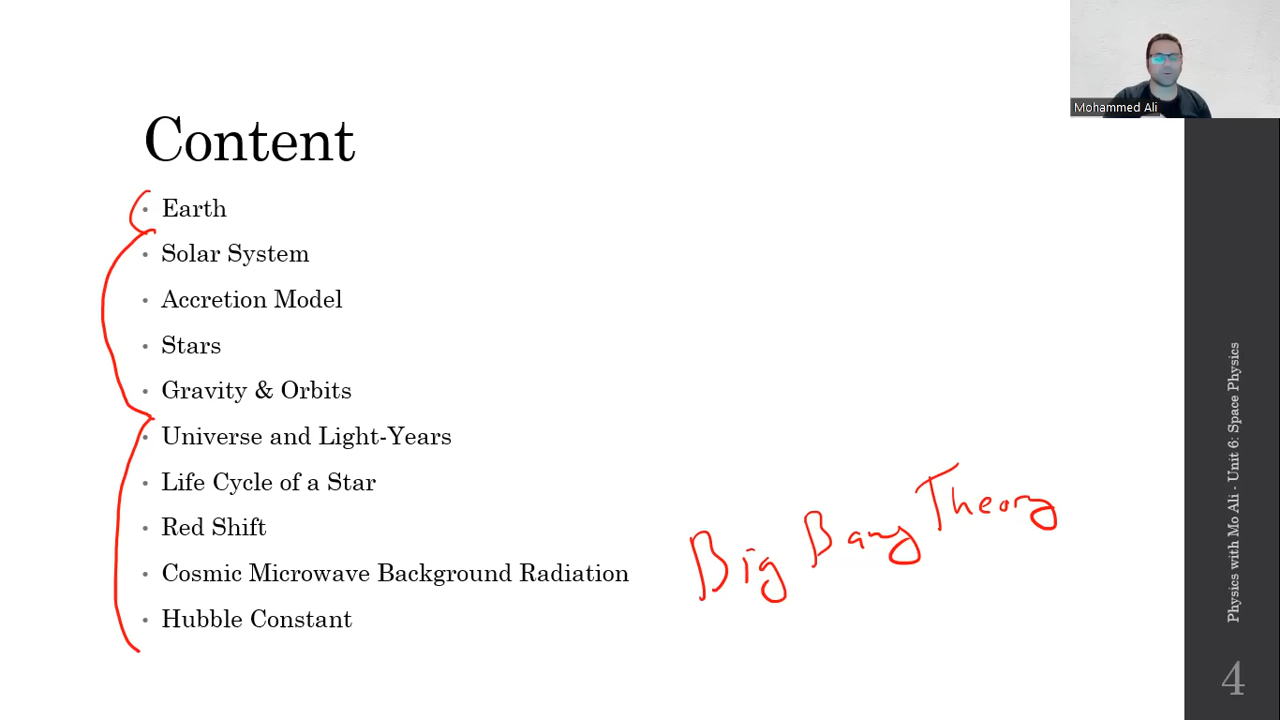 Mohammed Ali
Content
• Earth
• Solar System
• Accretion Model
• Stars
• Gravity & Orbits
• Universe and Light-Years
• Life Cycle of a Star
• Red Shift
• Cosmic Microwave Background Radiation
• Hubble Constant
Big Bang Theory
Physics with Mo Ali - Unit 6: Space Physics
4